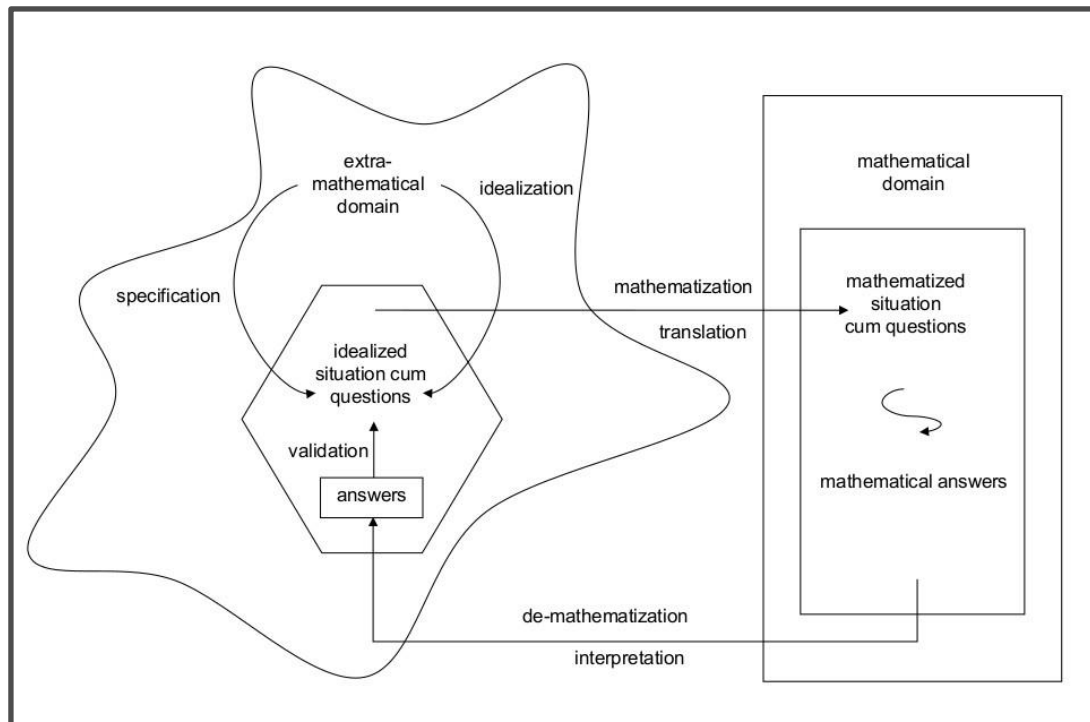 extra-
mathematical
domain
idealization
specification
idealized
situation cum
questions
validation
answers
mathematization
translation
mathematical
domain
mathematized
situation
cum questions
mathematical answers
de-mathematization
interpretation